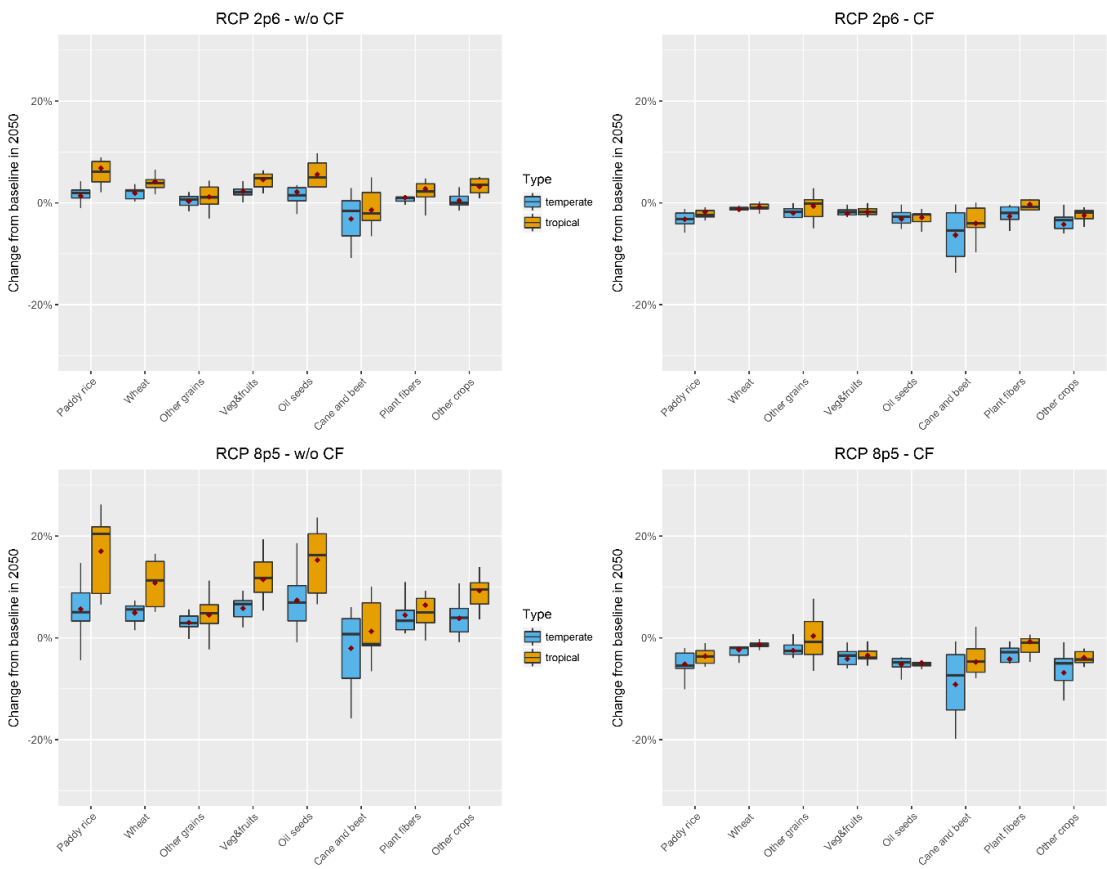 RCP 2p6 - w/o CF
Change from baseline in 2050
20%
0%
-20%
Paddy rice
Wheat
Other grains
Veg&fruits
Oil seeds
Cane and beet
Plant fibers
Other crops
Type
temperate
tropical
RCP 2p6 - CF
Change from baseline in 2050
20%
0%
-20%
Paddy rice
Wheat
Other grains
Veg&fruits
Oil seeds
Cane and beet
Plant fibers
Other crops
RCP 8p5 - w/o CF
Change from baseline in 2050
20%
0%
-20%
Paddy rice
Wheat
Other grains
Veg&fruits
Oil seeds
Cane and beet
Plant fibers
Other crops
Type
temperate
tropical
RCP 8p5 - CF
Change from baseline in 2050
20%
0%
-20%
Paddy rice
Wheat
Other grains
Veg&fruits
Oil seeds
Cane and beet
Plant fibers
Other crops